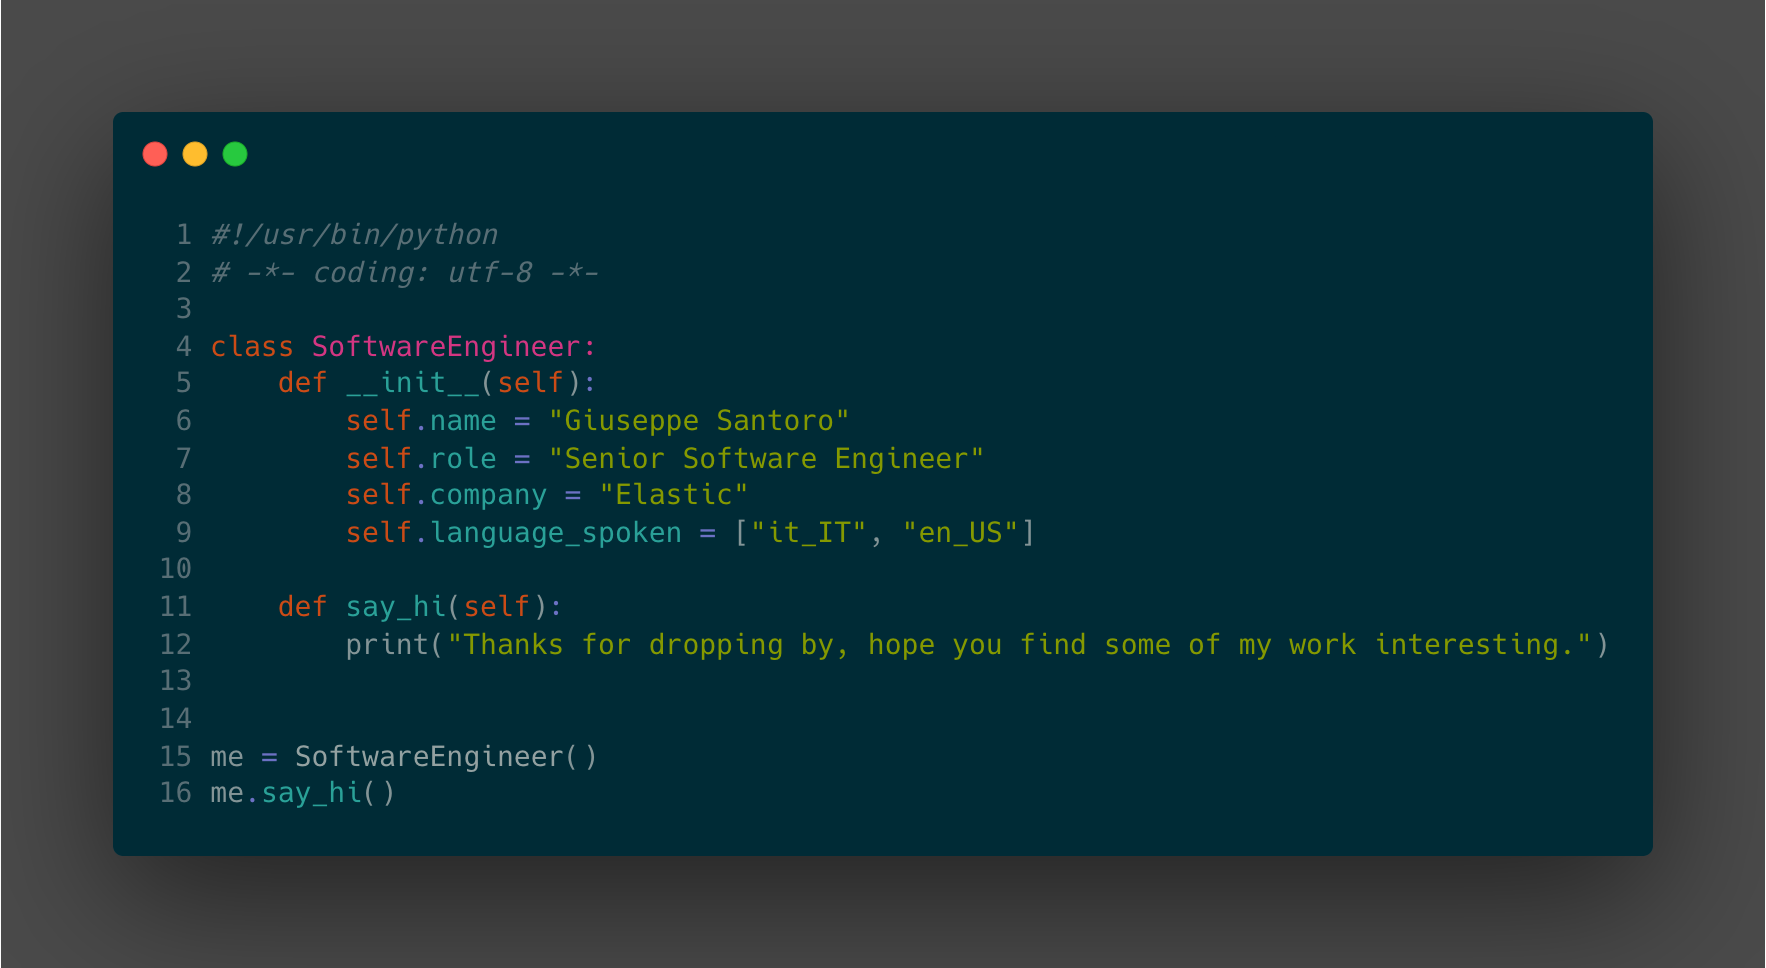 1 #!/usr/bin/python
2 # -*- coding: utf-8 -*-
3
4 class SoftwareEngineer:
5     def __init__(self):
6         self.name = "Giuseppe Santoro"
7         self.role = "Senior Software Engineer"
8         self.company = "Elastic"
9         self.language_spoken = ["it_IT", "en_US"]
10
11     def say_hi(self):
12         print("Thanks for dropping by, hope you find some of my work interesting.")
13
14
15 me = SoftwareEngineer()
16 me.say_hi()